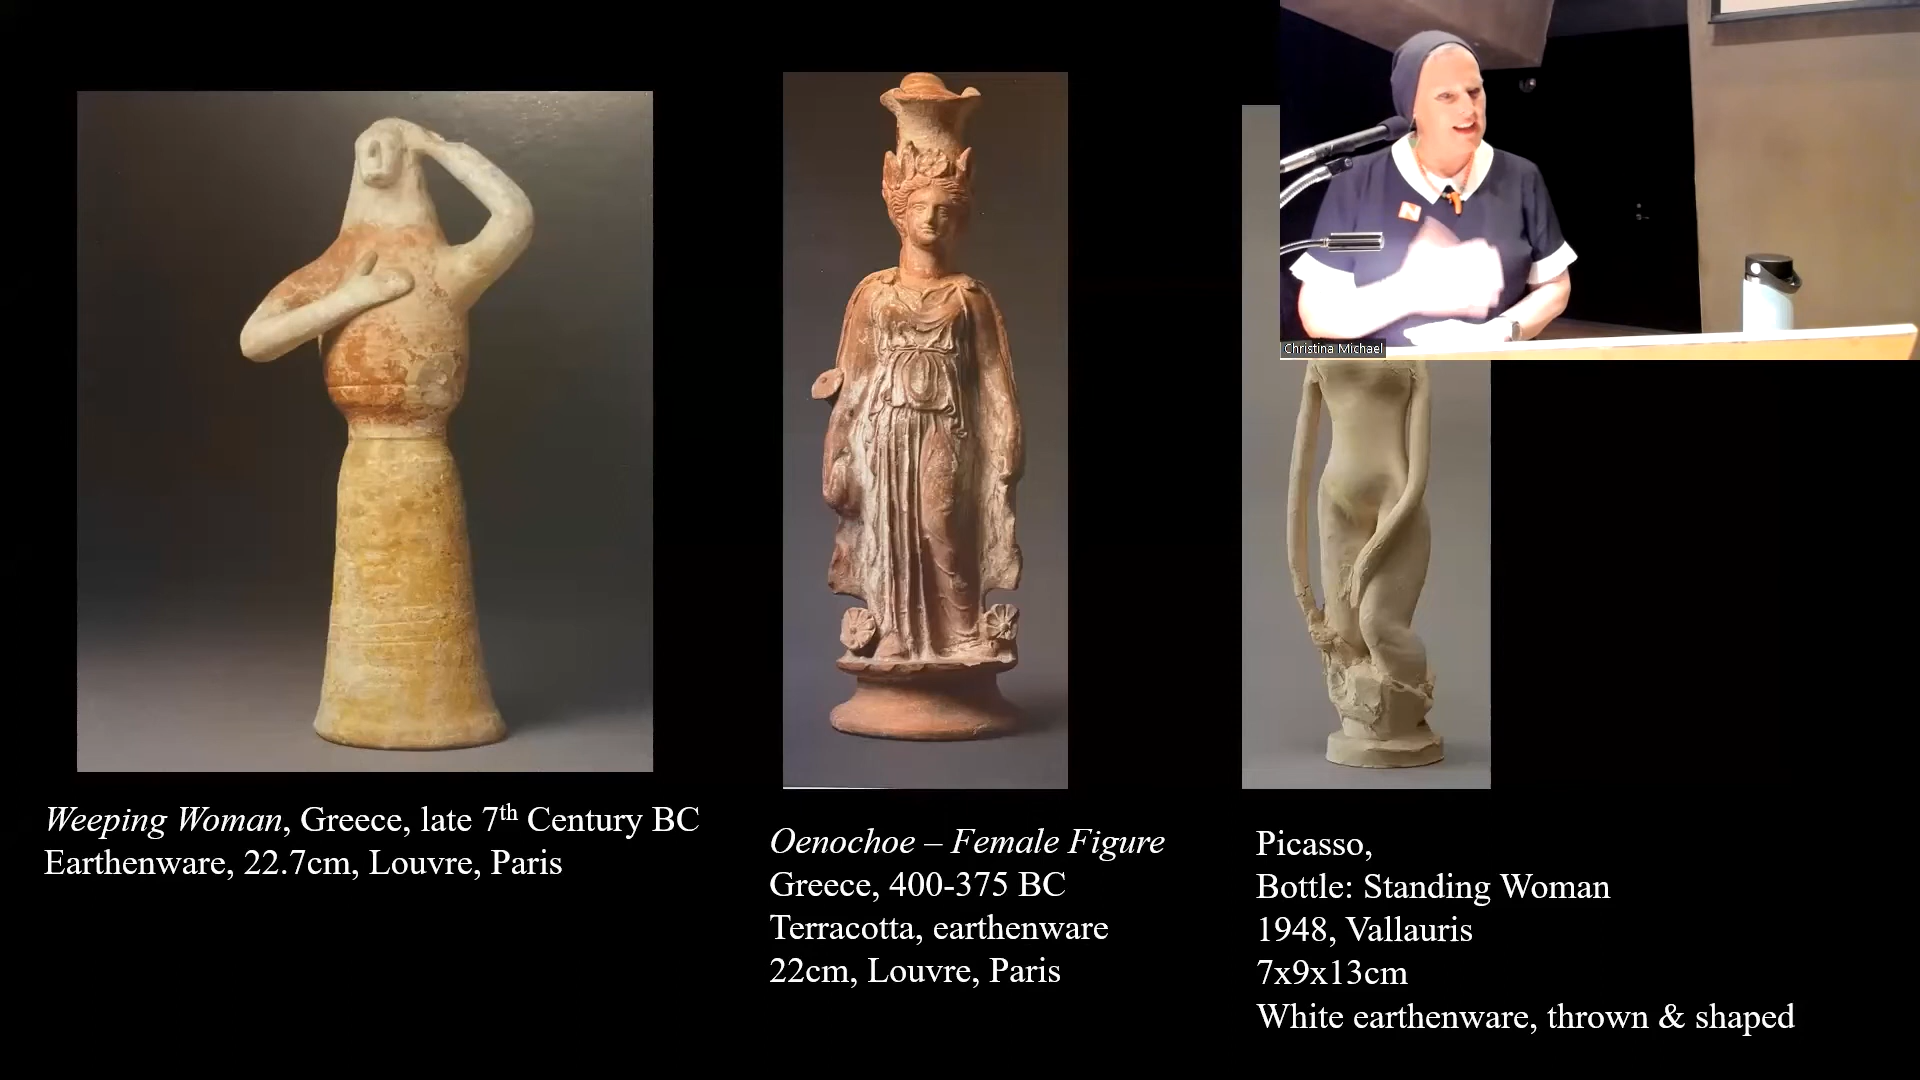 Christina Michael
Weeping Woman, Greece, late 7th Century BC
Earthenware, 22.7cm, Louvre, Paris
Oenochoe – Female Figure
Greece, 400-375 BC
Terracotta, earthenware
22cm, Louvre, Paris
Picasso,
Bottle: Standing Woman
1948, Vallauris
7x9x13cm
White earthenware, thrown & shaped